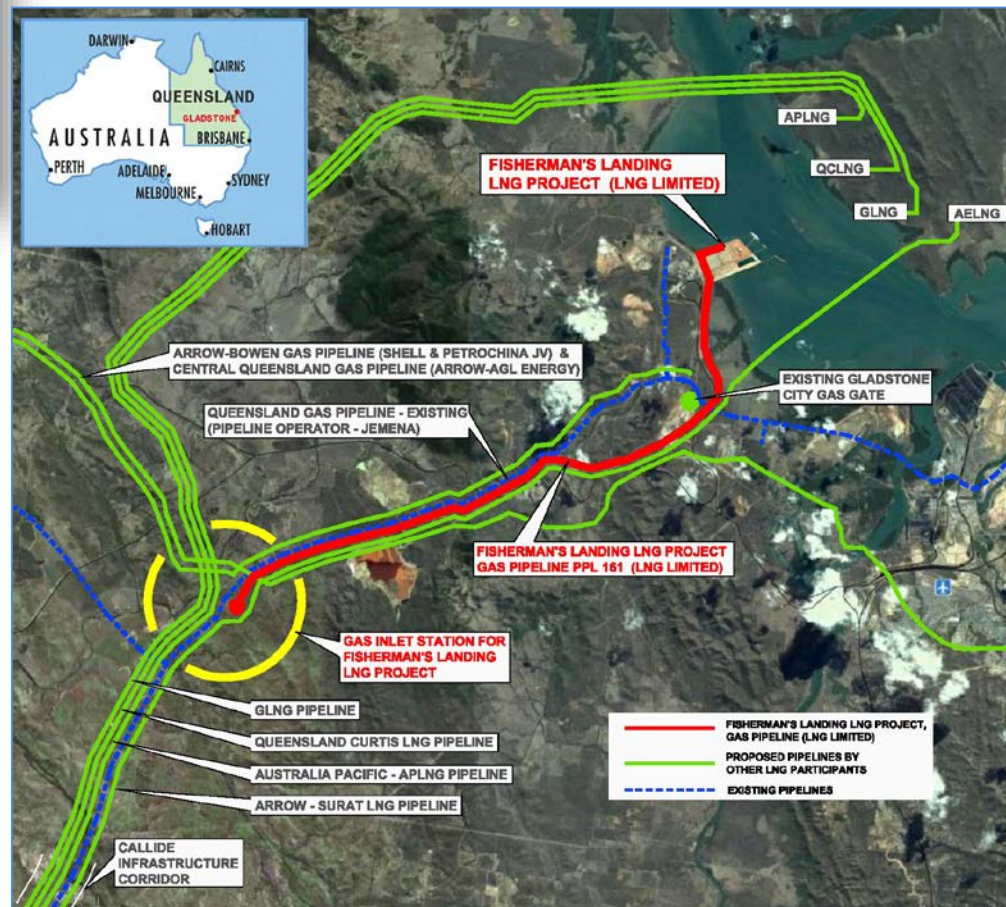 DARWIN
CAIRNS
QUEENSLAND
GLADSTONE
AUSTRALIA
BRISBANE
PERTH
ADELAIDE
SYDNEY
MELBOURNE
HOBART
APLNG
QCLNG
GLNG
AELNG
FISHERMAN'S LANDING
LNG PROJECT (LNG LIMITED)
ARROW-BOWEN GAS PIPELINE (SHELL & PETROCHINA JV) &
CENTRAL QUEENSLAND GAS PIPELINE (ARROW-AGL ENERGY)
EXISTING GLADSTONE
CITY GAS GATE
QUEENSLAND GAS PIPELINE - EXISTING
(PIPELINE OPERATOR - JEMENA)
FISHERMAN'S LANDING LNG PROJECT
GAS PIPELINE PPL 161 (LNG LIMITED)
GAS INLET STATION FOR
FISHERMAN'S LANDING
LNG PROJECT
GLNG PIPELINE
QUEENSLAND CURTIS LNG PIPELINE
AUSTRALIA PACIFIC - APLNG PIPELINE
ARROW - SURAT LNG PIPELINE
CALLIDE
INFRASTRUCTURE
CORRIDOR
FISHERMAN'S LANDING LNG PROJECT,
GAS PIPELINE (LNG LIMITED)
PROPOSED PIPELINES BY
OTHER LNG PARTICIPANTS
EXISTING PIPELINES